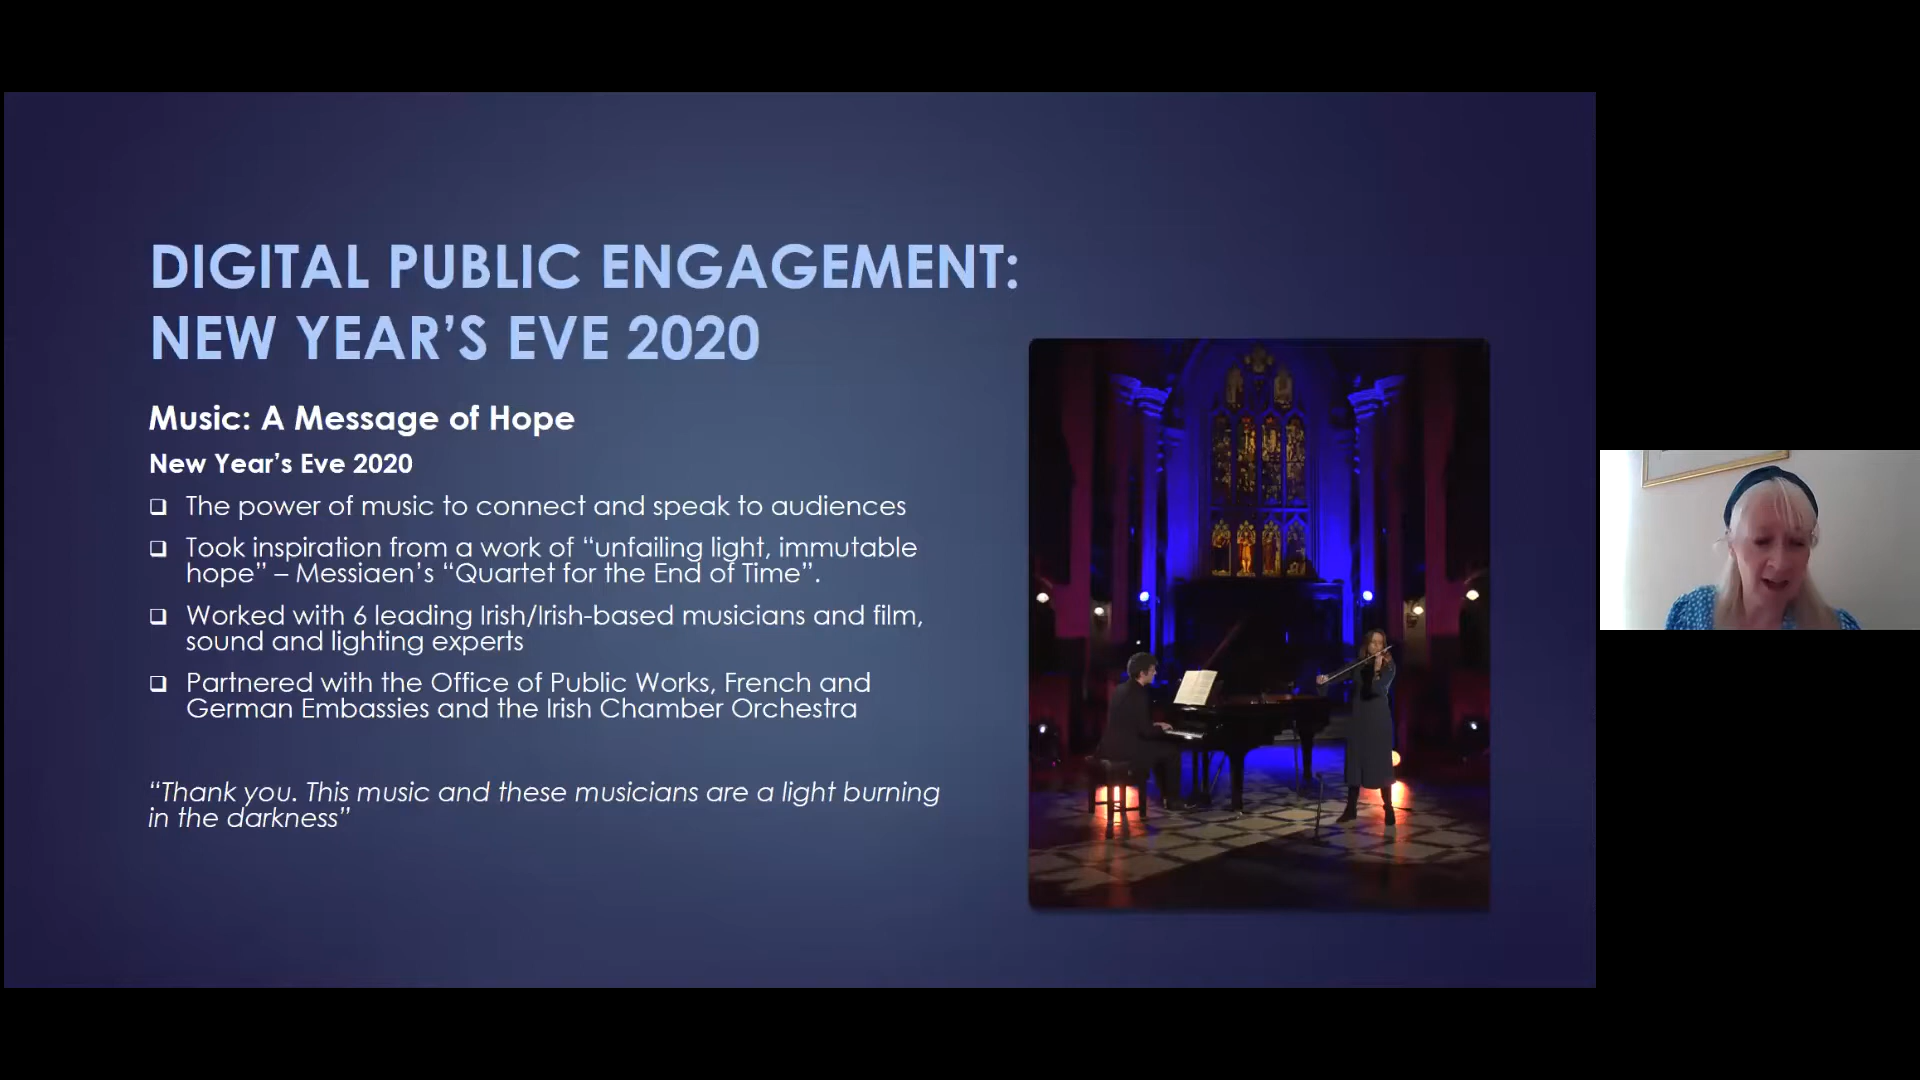 DIGITAL PUBLIC ENGAGEMENT:
NEW YEAR’S EVE 2020
Music: A Message of Hope
New Year’s Eve 2020
The power of music to connect and speak to audiences
Took inspiration from a work of “unfailing light, immutable
hope” – Messiaen’s “Quartet for the End of Time”.
Worked with 6 leading Irish/Irish-based musicians and film,
sound and lighting experts
Partnered with the Office of Public Works, French and
German Embassies and the Irish Chamber Orchestra
“Thank you. This music and these musicians are a light burning
in the darkness”